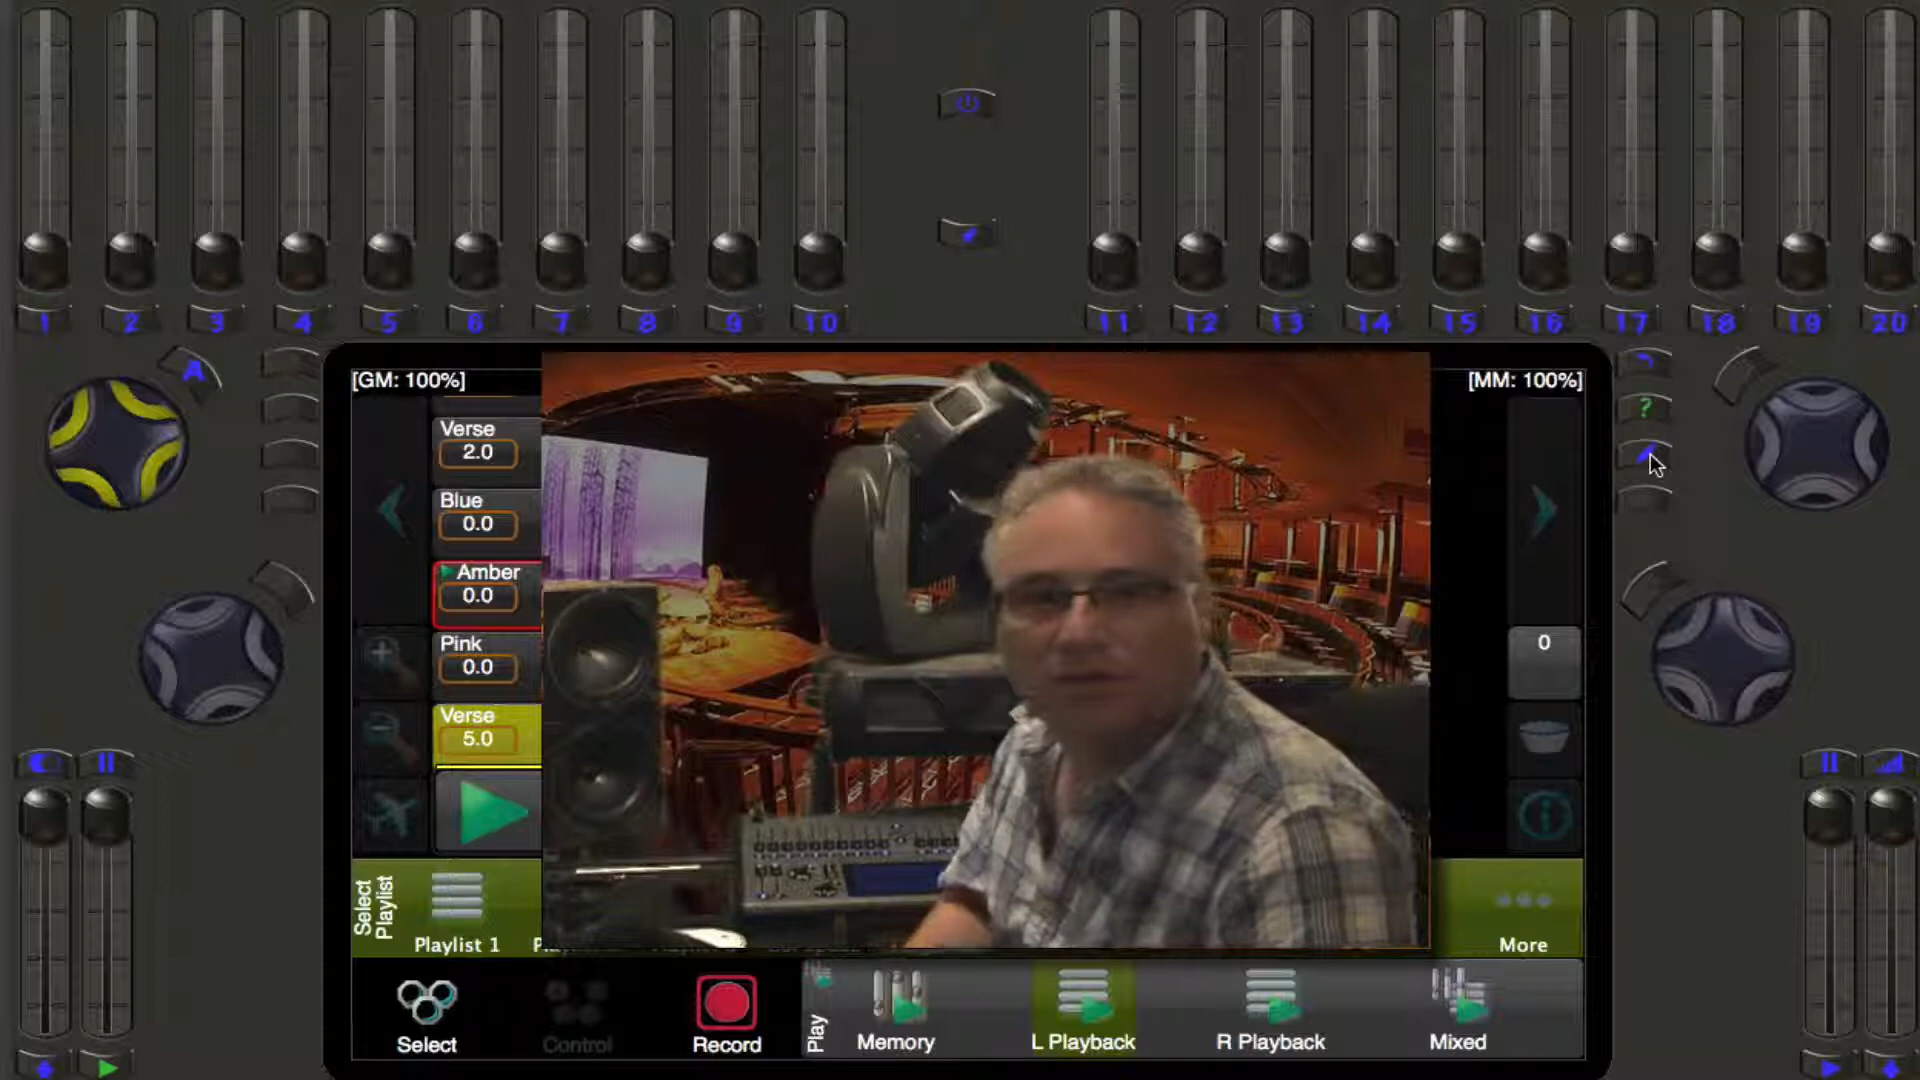 1 2 3 4 5 6 7 8 9 10 11 12 13 14 15 16 17 18 19 20
A
[GM: 100%]
[MM: 100%]
?
Verse
2.0
Blue
0.0
Amber
0.0
Pink
0.0
Verse
5.0
0
Select
Playlist
Playlist 1
More
Select
Control
Record
Play
Memory
L Playback
R Playback
Mixed